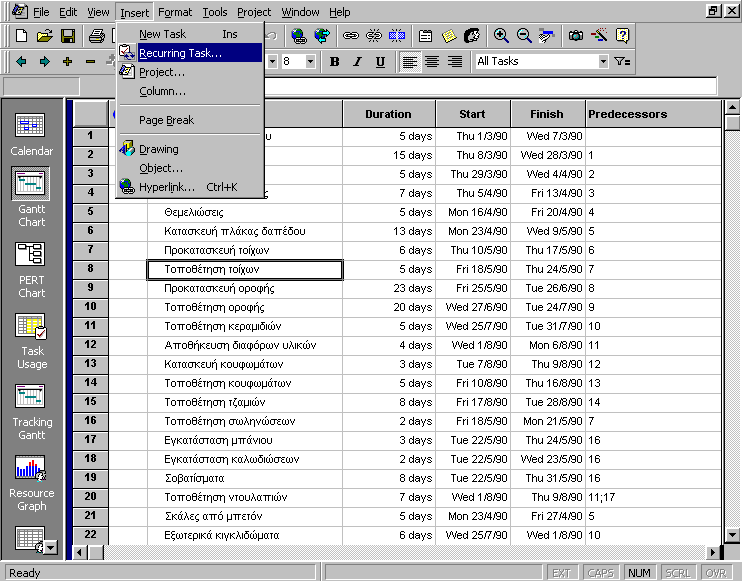 File Edit View Insert Format Tools Project Window Help
New Task Ins
Recurring Task...
Project...
Column...
Page Break
Drawing
Object...
Hyperlink... Ctrl+K
8 B I U All Tasks
Calendar
Gantt Chart
PERT Chart
Task Usage
Tracking Gantt
Resource Graph
Duration Start Finish Predecessors
1 υ 5 days Thu 1/3/90 Wed 7/3/90
2 15 days Thu 8/3/90 Wed 28/3/90 1
3 5 days Thu 29/3/90 Wed 4/4/90 2
4 ς 7 days Thu 5/4/90 Fri 13/4/90 3
5 Θεμελιώσεις 5 days Mon 16/4/90 Fri 20/4/90 4
6 Κατασκευή πλάκας δαπέδου 13 days Mon 23/4/90 Wed 9/5/90 5
7 Προκατασκευή τοίχων 6 days Thu 10/5/90 Thu 17/5/90 6
8 Τοποθέτηση τοίχων 5 days Fri 18/5/90 Thu 24/5/90 7
9 Προκατασκευή οροφής 23 days Fri 25/5/90 Tue 26/6/90 8
10 Τοποθέτηση οροφής 20 days Wed 27/6/90 Tue 24/7/90 9
11 Τοποθέτηση κεραμιδιών 5 days Wed 25/7/90 Tue 31/7/90 10
12 Αποθήκευση διαφόρων υλικών 4 days Wed 1/8/90 Mon 6/8/90 11
13 Κατασκευή κουφωμάτων 3 days Tue 7/8/90 Thu 9/8/90 12
14 Τοποθέτηση κουφωμάτων 5 days Fri 10/8/90 Thu 16/8/90 13
15 Τοποθέτηση τζαμιών 8 days Fri 17/8/90 Tue 28/8/90 14
16 Τοποθέτηση σωληνώσεων 2 days Fri 18/5/90 Mon 21/5/90 7
17 Εγκατάσταση μπάνιου 3 days Tue 22/5/90 Thu 24/5/90 16
18 Εγκατάσταση καλωδιώσεων 2 days Tue 22/5/90 Wed 23/5/90 16
19 Σοβατίσματα 8 days Tue 22/5/90 Thu 31/5/90 16
20 Τοποθέτηση ντουλαπιών 7 days Wed 1/8/90 Thu 9/8/90 11;17
21 Σκάλες από μπετόν 5 days Mon 23/4/90 Fri 27/4/90 5
22 Εξωτερικά κιγκλιδώματα 6 days Wed 25/7/90 Wed 1/8/90 10
Ready EXT CAPS NUM SCRL OVR